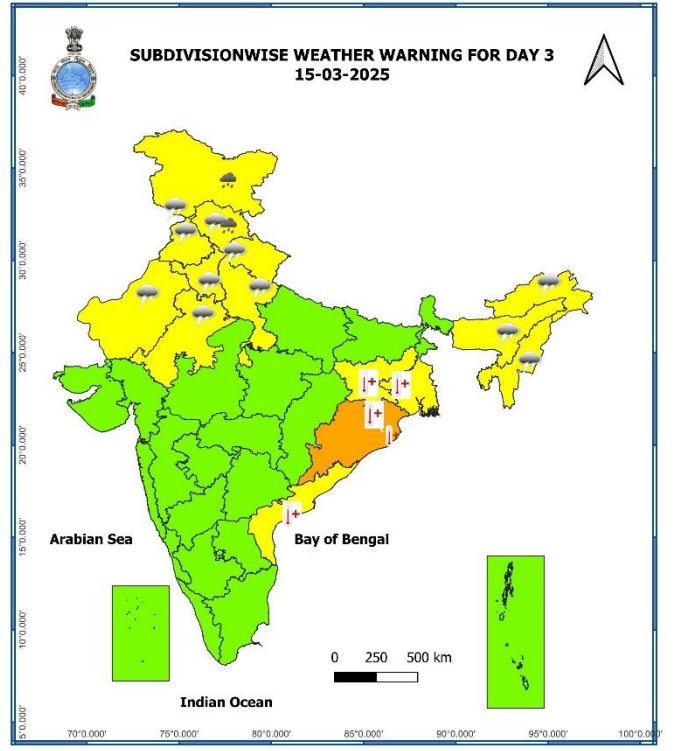 SUBDIVISIONWISE WEATHER WARNING FOR DAY 3
15-03-2025
40°0.000'
35°0.000'
30°0.000'
25°0.000'
20°0.000'
15°0.000'
10°0.000'
5°0.000'
Arabian Sea
Bay of Bengal
0 250 500 km
Indian Ocean
70°0.000' 75°0.000' 80°0.000' 85°0.000' 90°0.000' 95°0.000' 100°0.000'